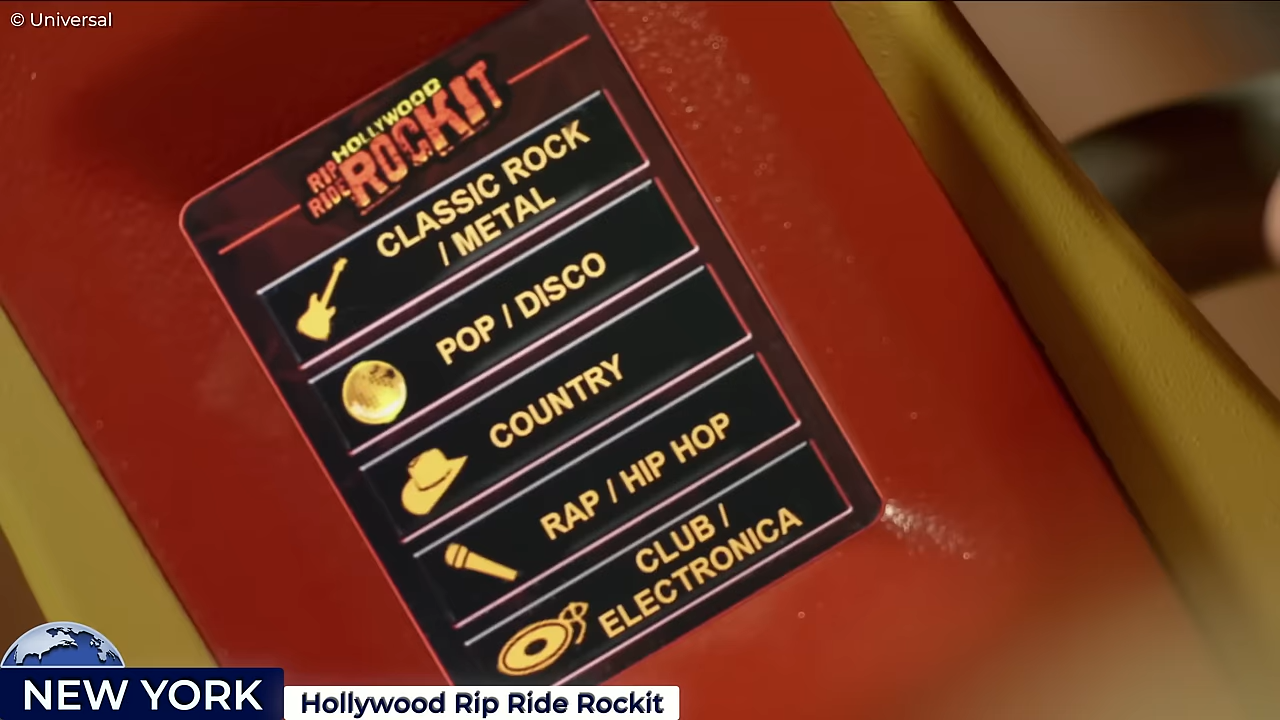 © Universal
HOLLYWOOD
RIP
RIDE
ROCKIT
CLASSIC ROCK
/ METAL
POP / DISCO
COUNTRY
RAP / HIP HOP
CLUB /
ELECTRONICA
NEW YORK
Hollywood Rip Ride Rockit